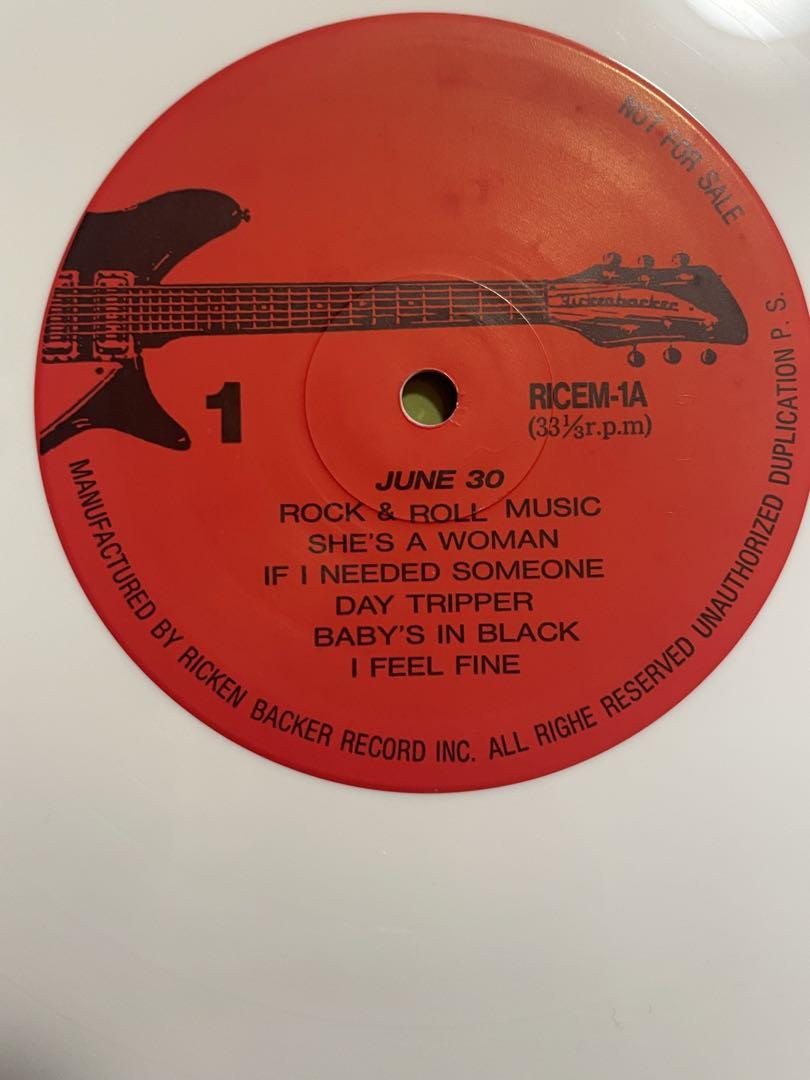 NOT FOR SALE
Rickenbacker
1
RICEM-1A
(33⅓r.p.m)
JUNE 30
ROCK & ROLL MUSIC
SHE'S A WOMAN
IF I NEEDED SOMEONE
DAY TRIPPER
BABY'S IN BLACK
I FEEL FINE
MANUFACTURED BY RICKEN BACKER RECORD INC. ALL RIGHE RESERVED UNAUTHORIZED DUPLICATION P. S.